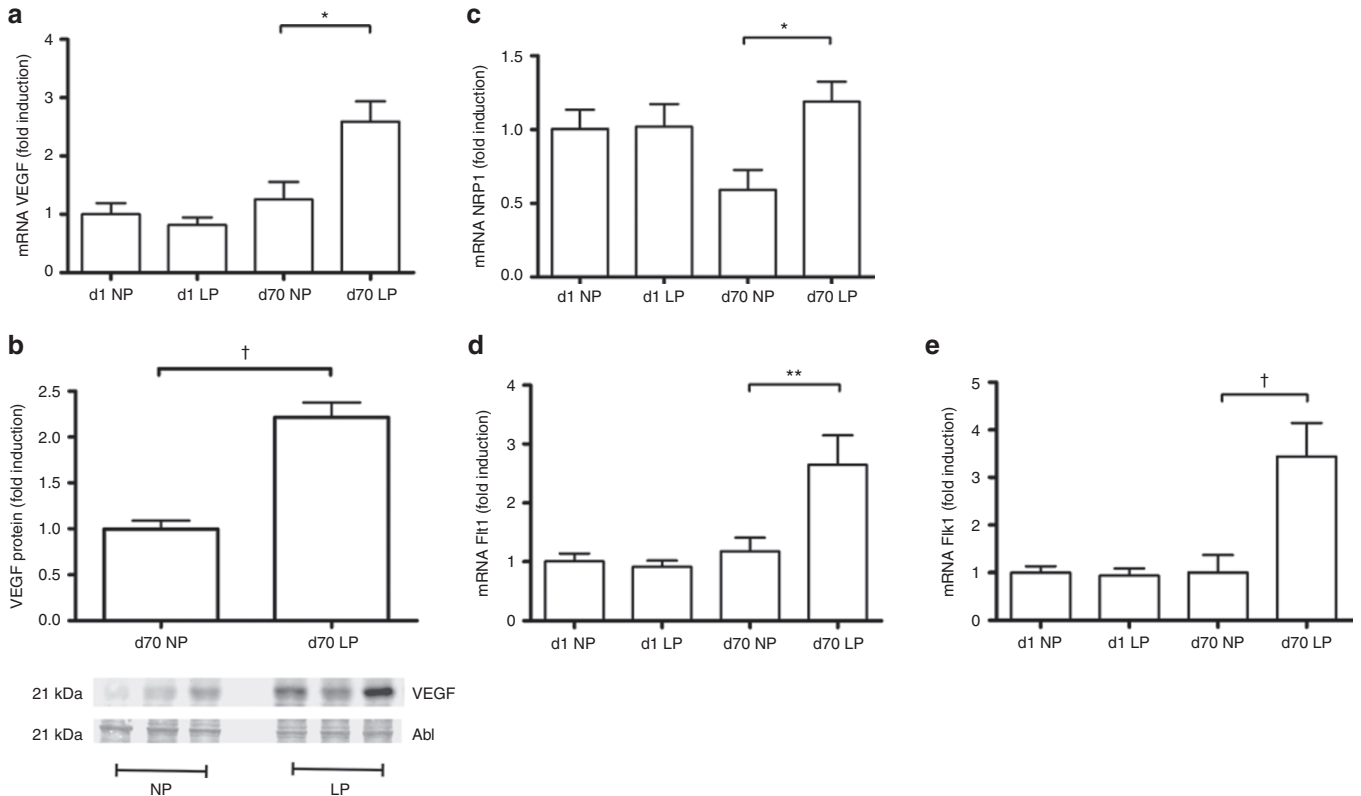 a
*
mRNA VEGF (fold induction)
4
3
2
1
0
d1 NP d1 LP d70 NP d70 LP
c
*
mRNA NRP1 (fold induction)
1.5
1.0
0.5
0.0
d1 NP d1 LP d70 NP d70 LP
b
†
VEGF protein (fold induction)
2.5
2.0
1.5
1.0
0.5
0.0
d70 NP d70 LP
21 kDa VEGF
21 kDa Abl
NP LP
d
**
mRNA Flt1 (fold induction)
4
3
2
1
0
d1 NP d1 LP d70 NP d70 LP
e
†
mRNA Flk1 (fold induction)
5
4
3
2
1
0
d1 NP d1 LP d70 NP d70 LP